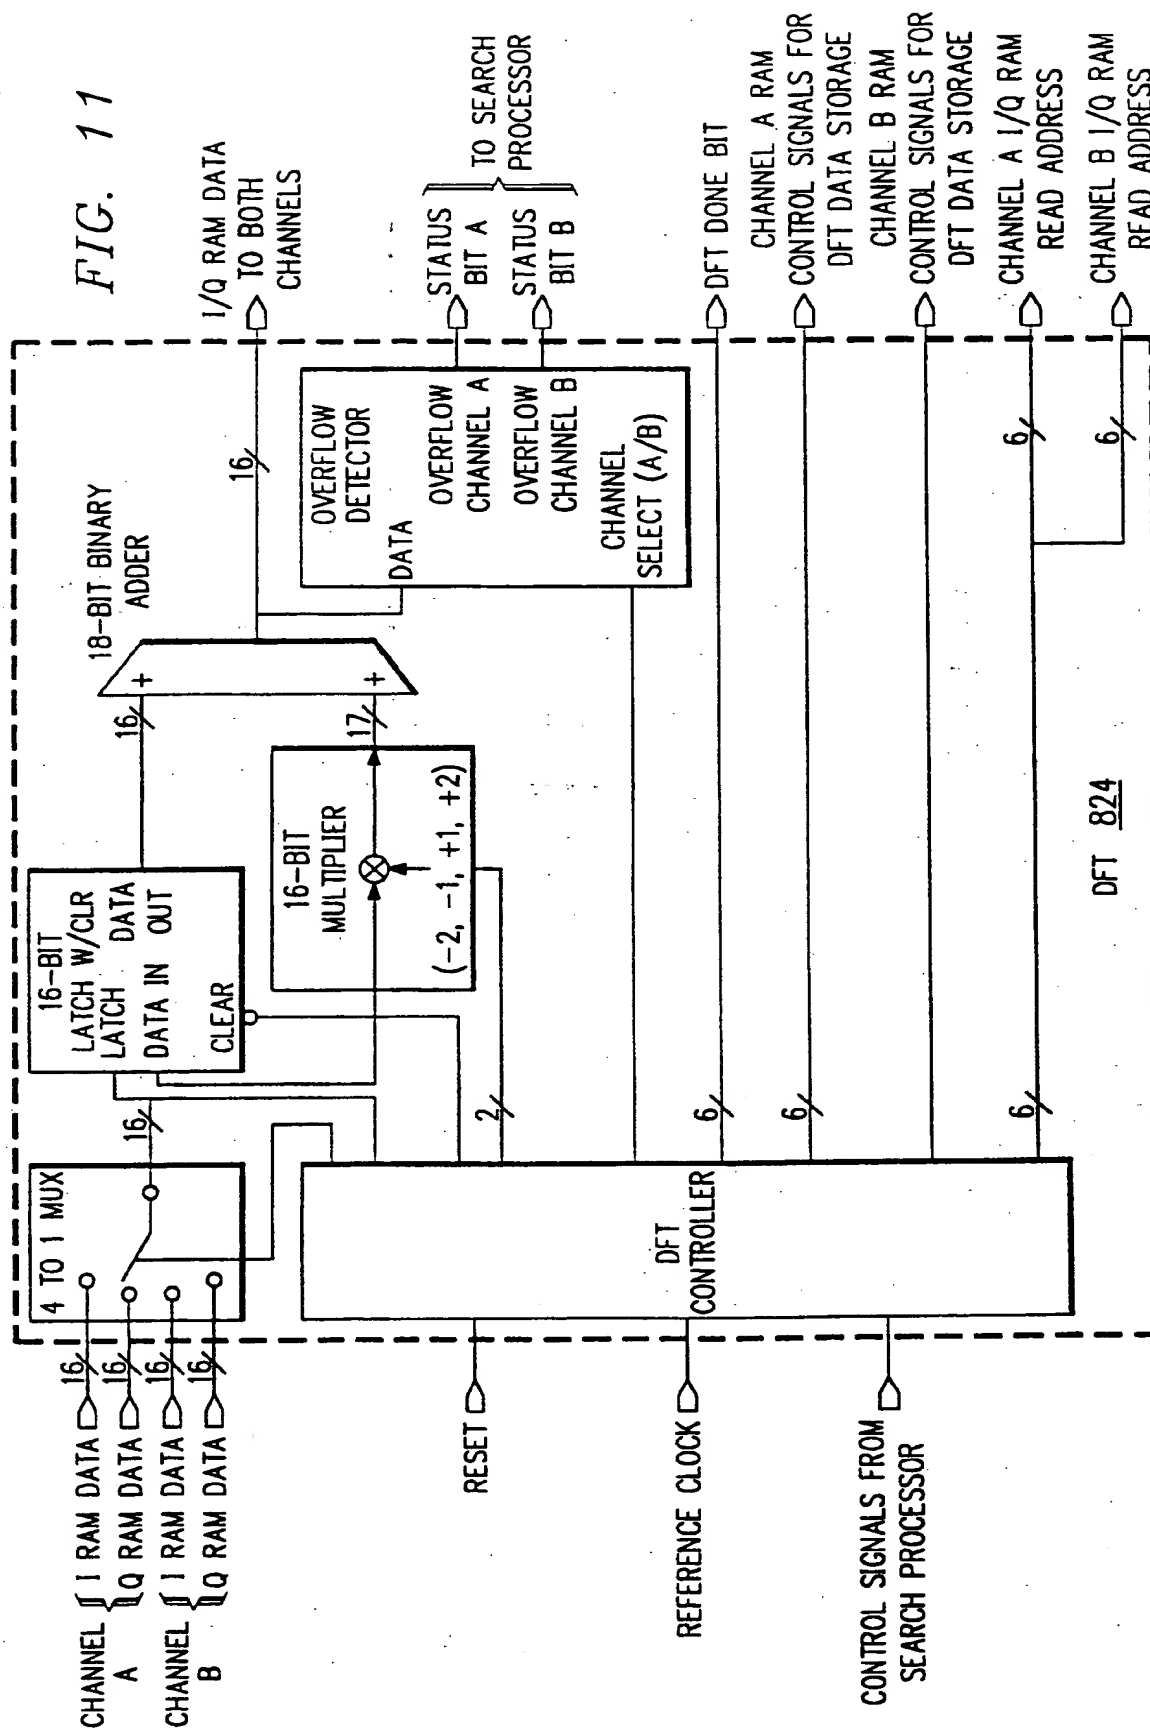 FIG. 11
CHANNEL A
I RAM DATA
Q RAM DATA
CHANNEL B
I RAM DATA
Q RAM DATA
16
16
16
16
4 TO 1 MUX
16
16-BIT
LATCH W/CLR
LATCH DATA
DATA IN OUT
CLEAR
16
18-BIT BINARY
ADDER
+
+
16
I/Q RAM DATA
TO BOTH
CHANNELS
16-BIT
MULTIPLIER
(-2, -1, +1, +2)
17
2
OVERFLOW
DETECTOR
DATA
OVERFLOW
CHANNEL A
OVERFLOW
CHANNEL B
CHANNEL
SELECT (A/B)
STATUS
BIT A
STATUS
BIT B
TO SEARCH
PROCESSOR
RESET
REFERENCE CLOCK
CONTROL SIGNALS FROM
SEARCH PROCESSOR
DFT
CONTROLLER
6
DFT DONE BIT
6
CHANNEL A RAM
CONTROL SIGNALS FOR
DFT DATA STORAGE
CHANNEL B RAM
CONTROL SIGNALS FOR
DFT DATA STORAGE
6
6
CHANNEL A I/Q RAM
READ ADDRESS
6
CHANNEL B I/Q RAM
READ ADDRESS
DFT 824